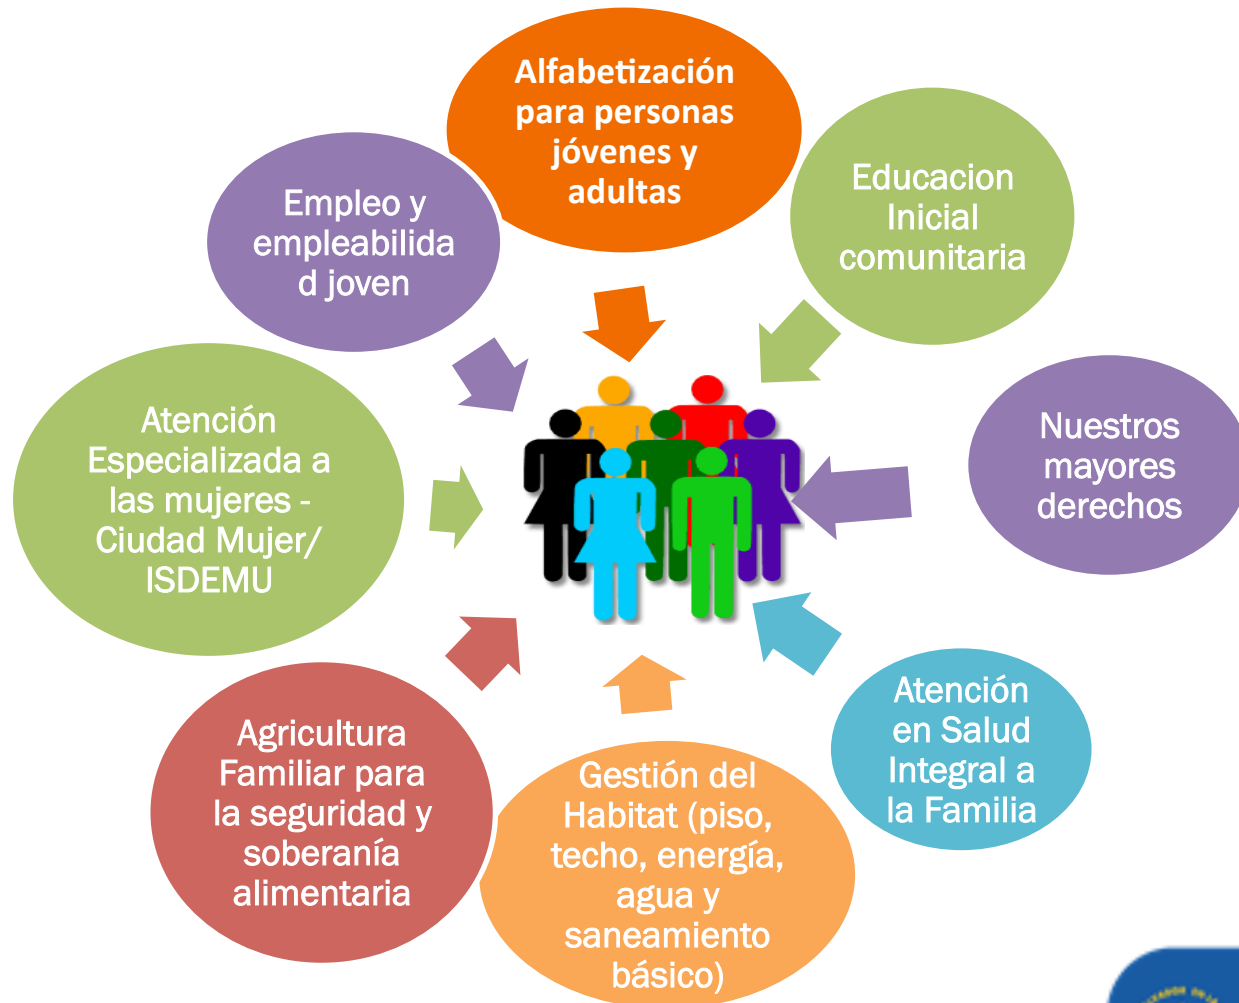 Alfabetización
para personas
jóvenes y
adultas
Educacion
Inicial
comunitaria
Nuestros
mayores
derechos
Atención
en Salud
Integral a
la Familia
Gestión del
Habitat (piso,
techo, energía,
agua y
saneamiento
básico)
Agricultura
Familiar para
la seguridad y
soberanía
alimentaria
Atención
Especializada a
las mujeres -
Ciudad Mujer/
ISDEMU
Empleo y
empleabilida
d joven